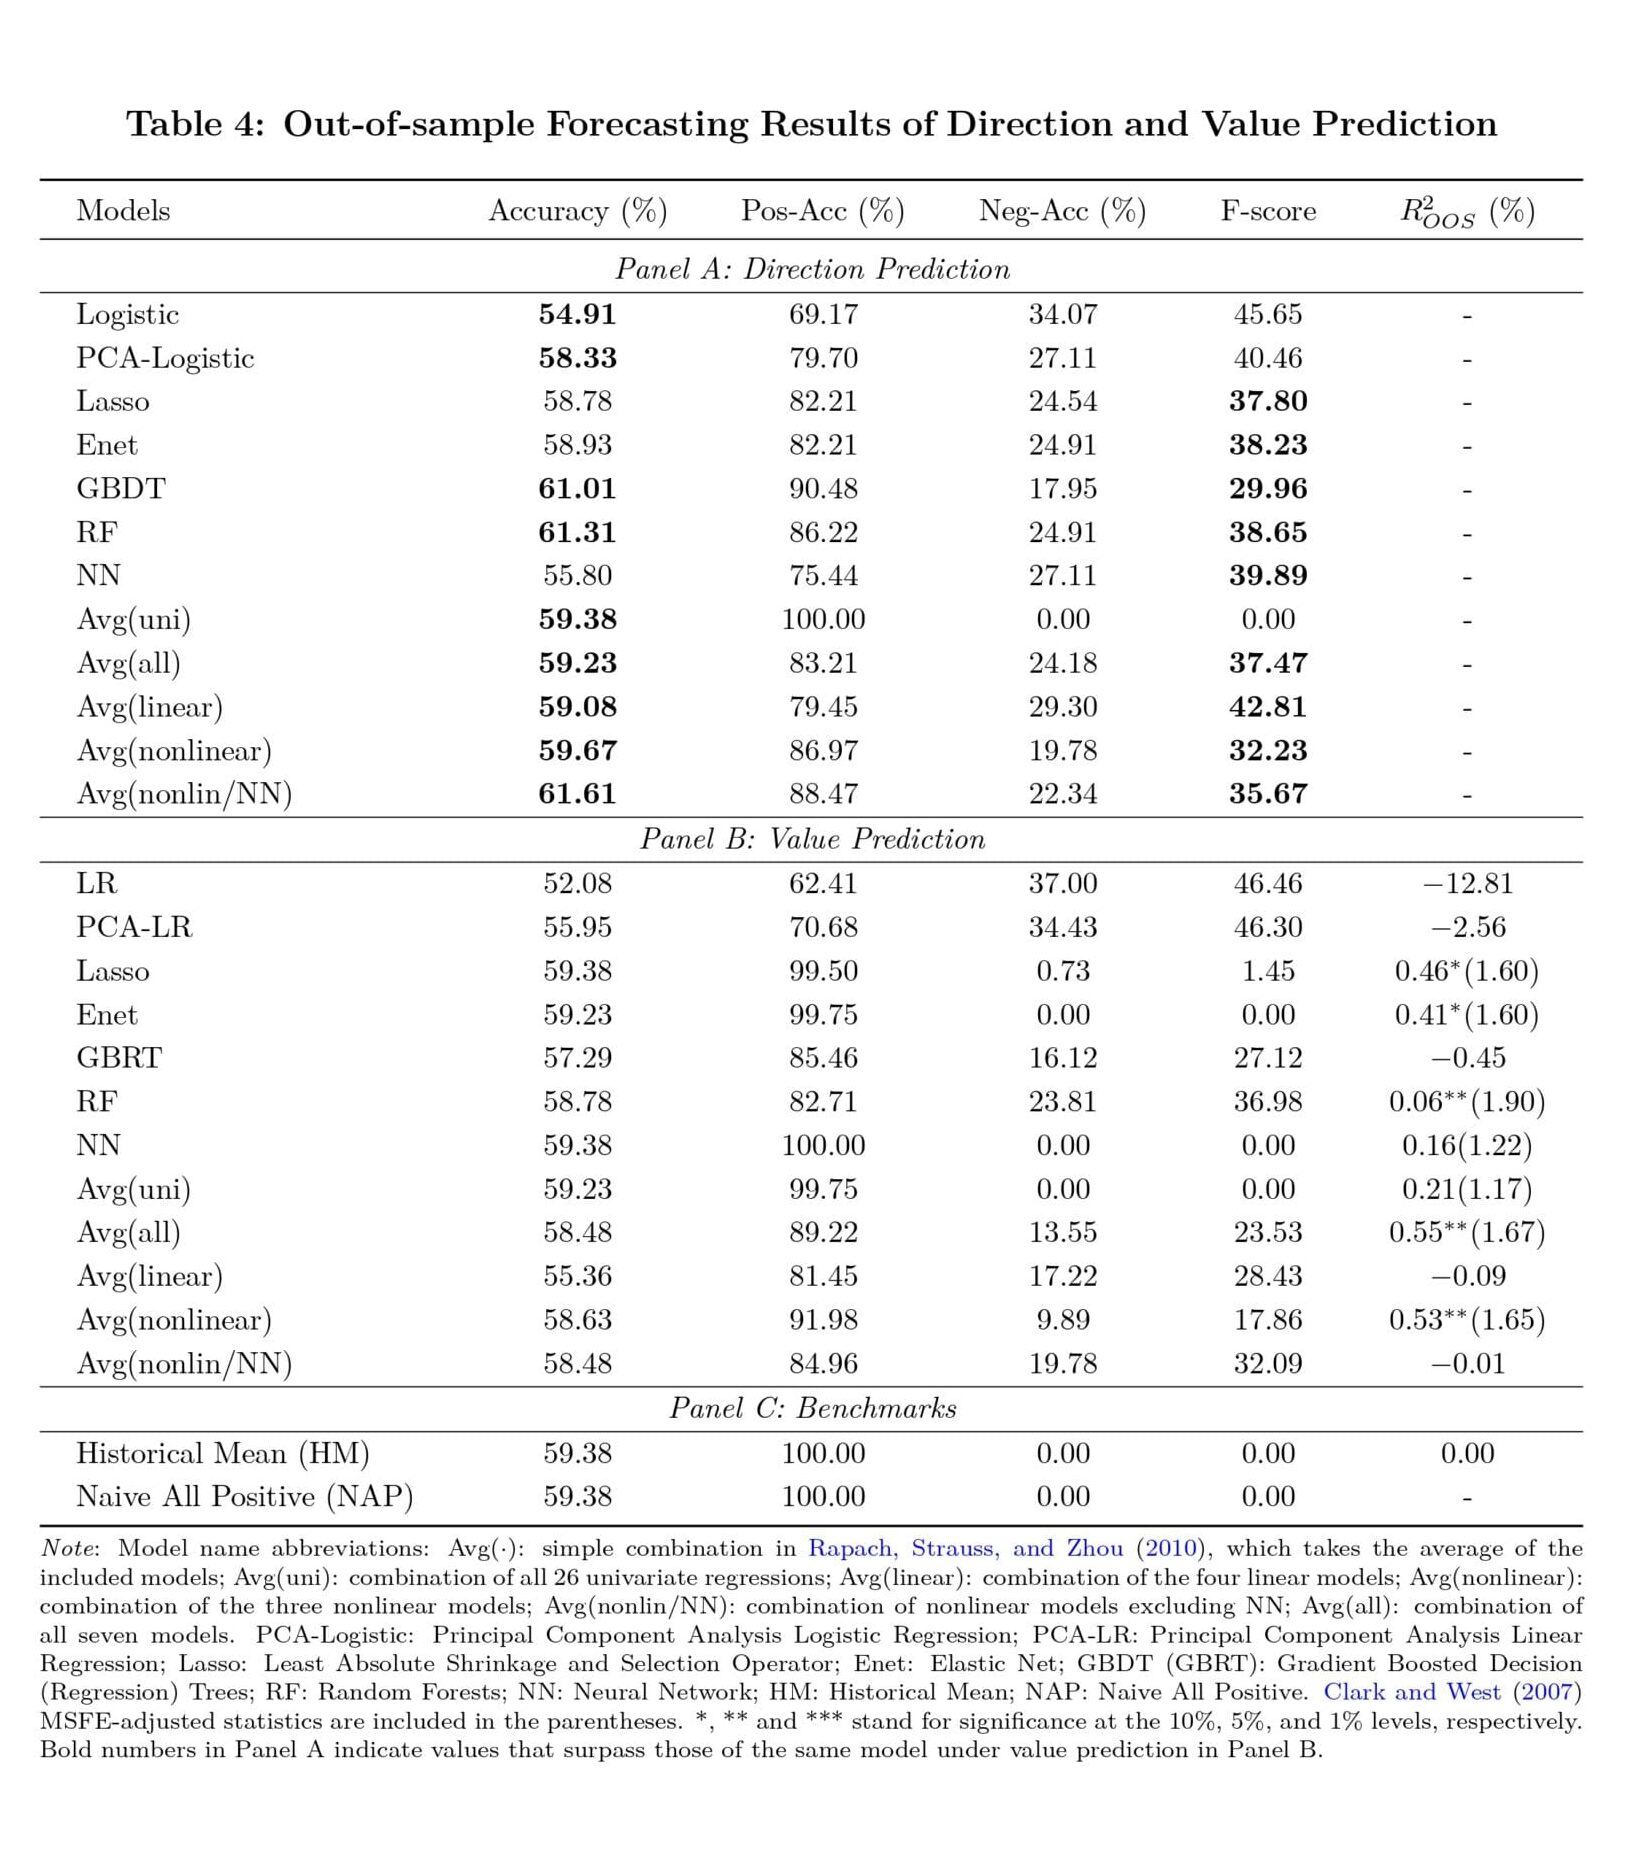 Table 4: Out-of-sample Forecasting Results of Direction and Value Prediction
Models Accuracy (%) Pos-Acc (%) Neg-Acc (%) F-score R²OOS (%)
Panel A: Direction Prediction
Logistic 54.91 69.17 34.07 45.65 -
PCA-Logistic 58.33 79.70 27.11 40.46 -
Lasso 58.78 82.21 24.54 37.80 -
Enet 58.93 82.21 24.91 38.23 -
GBDT 61.01 90.48 17.95 29.96 -
RF 61.31 86.22 24.91 38.65 -
NN 55.80 75.44 27.11 39.89 -
Avg(uni) 59.38 100.00 0.00 0.00 -
Avg(all) 59.23 83.21 24.18 37.47 -
Avg(linear) 59.08 79.45 29.30 42.81 -
Avg(nonlinear) 59.67 86.97 19.78 32.23 -
Avg(nonlin/NN) 61.61 88.47 22.34 35.67 -
Panel B: Value Prediction
LR 52.08 62.41 37.00 46.46 −12.81
PCA-LR 55.95 70.68 34.43 46.30 −2.56
Lasso 59.38 99.50 0.73 1.45 0.46*(1.60)
Enet 59.23 99.75 0.00 0.00 0.41*(1.60)
GBRT 57.29 85.46 16.12 27.12 −0.45
RF 58.78 82.71 23.81 36.98 0.06**(1.90)
NN 59.38 100.00 0.00 0.00 0.16(1.22)
Avg(uni) 59.23 99.75 0.00 0.00 0.21(1.17)
Avg(all) 58.48 89.22 13.55 23.53 0.55**(1.67)
Avg(linear) 55.36 81.45 17.22 28.43 −0.09
Avg(nonlinear) 58.63 91.98 9.89 17.86 0.53**(1.65)
Avg(nonlin/NN) 58.48 84.96 19.78 32.09 −0.01
Panel C: Benchmarks
Historical Mean (HM) 59.38 100.00 0.00 0.00 0.00
Naive All Positive (NAP) 59.38 100.00 0.00 0.00 -
Note: Model name abbreviations: Avg(·): simple combination in Rapach, Strauss, and Zhou (2010), which takes the average of the
included models; Avg(uni): combination of all 26 univariate regressions; Avg(linear): combination of the four linear models; Avg(nonlinear):
combination of the three nonlinear models; Avg(nonlin/NN): combination of nonlinear models excluding NN; Avg(all): combination of
all seven models. PCA-Logistic: Principal Component Analysis Logistic Regression; PCA-LR: Principal Component Analysis Linear
Regression; Lasso: Least Absolute Shrinkage and Selection Operator; Enet: Elastic Net; GBDT (GBRT): Gradient Boosted Decision
(Regression) Trees; RF: Random Forests; NN: Neural Network; HM: Historical Mean; NAP: Naive All Positive. Clark and West (2007)
MSFE-adjusted statistics are included in the parentheses. *, ** and *** stand for significance at the 10%, 5%, and 1% levels, respectively.
Bold numbers in Panel A indicate values that surpass those of the same model under value prediction in Panel B.